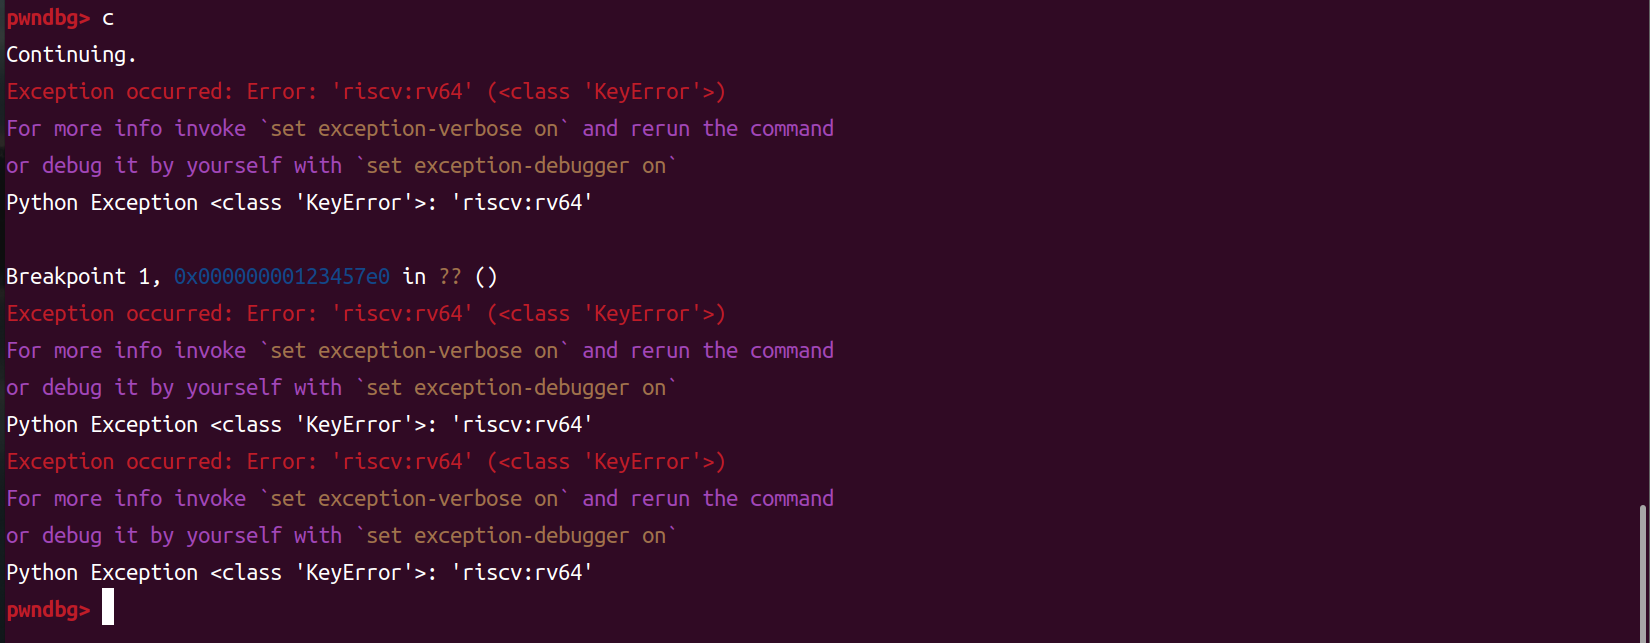 pwndbg> c
Continuing.
Exception occurred: Error: 'riscv:rv64' (<class 'KeyError'>)
For more info invoke `set exception-verbose on` and rerun the command
or debug it by yourself with `set exception-debugger on`
Python Exception <class 'KeyError'>: 'riscv:rv64'
Breakpoint 1, 0x00000000123457e0 in ?? ()
Exception occurred: Error: 'riscv:rv64' (<class 'KeyError'>)
For more info invoke `set exception-verbose on` and rerun the command
or debug it by yourself with `set exception-debugger on`
Python Exception <class 'KeyError'>: 'riscv:rv64'
Exception occurred: Error: 'riscv:rv64' (<class 'KeyError'>)
For more info invoke `set exception-verbose on` and rerun the command
or debug it by yourself with `set exception-debugger on`
Python Exception <class 'KeyError'>: 'riscv:rv64'
pwndbg>